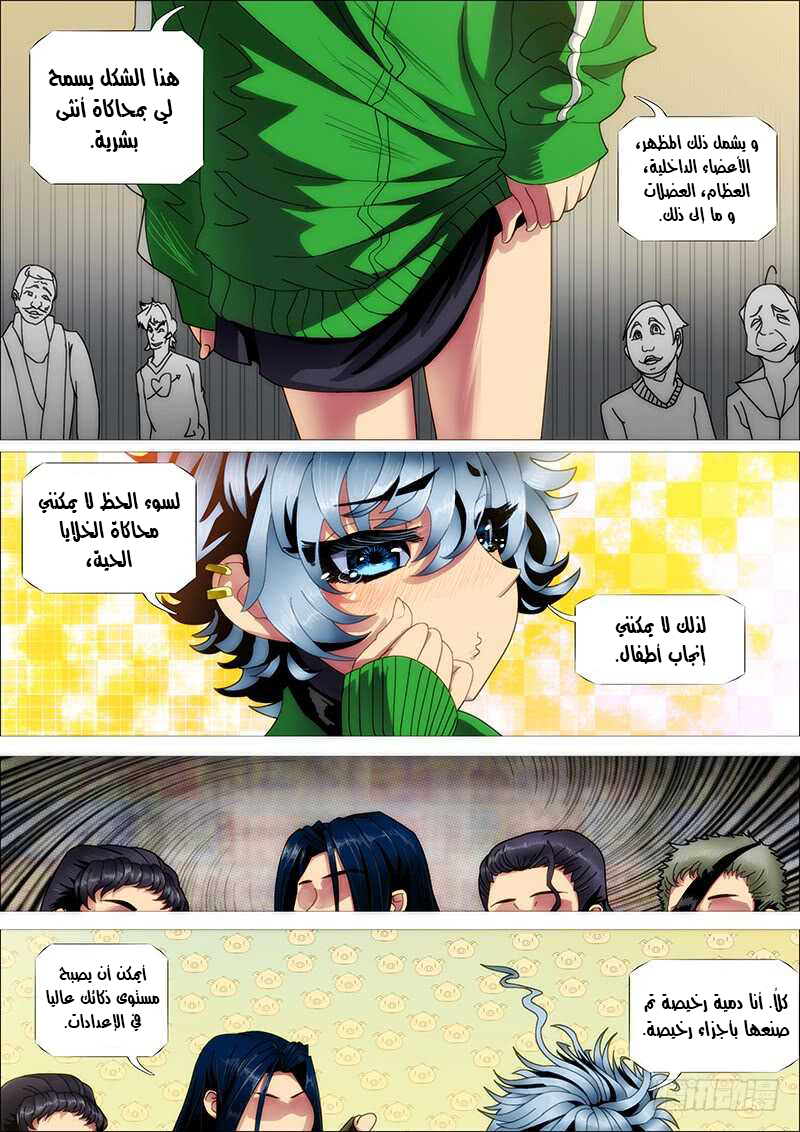 هذا الشكل يسمح
لي بمحاكاة أنثى
بشرية.
و يشمل ذلك المظهر،
الأعضاء الداخلية،
العظام، العضلات
و ما إلى ذلك.
لسوء الحظ لا يمكنني
محاكاة الخلايا
الحية،
لذلك لا يمكنني
إنجاب أطفال.
كلاً. أنا دمية رخيصة تم
صنعها بأجزاء رخيصة.
أيمكن أن يصبح
مستوى ذكائك عاليا
في الإعدادات.